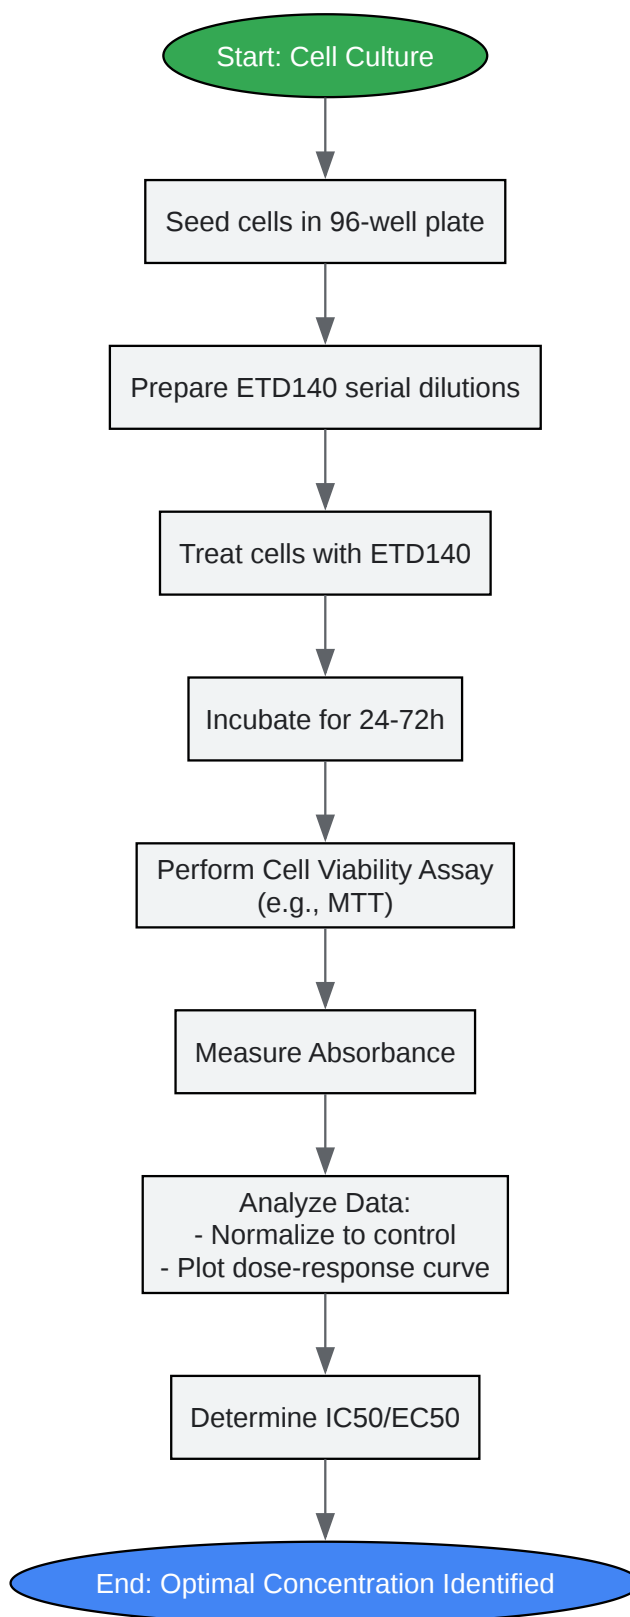 Start: Cell Culture
Seed cells in 96-well plate
Prepare ETD140 serial dilutions
Treat cells with ETD140
Incubate for 24-72h
Perform Cell Viability Assay
(e.g., MTT)
Measure Absorbance
Analyze Data:
- Normalize to control
- Plot dose-response curve
Determine IC50/EC50
End: Optimal Concentration Identified